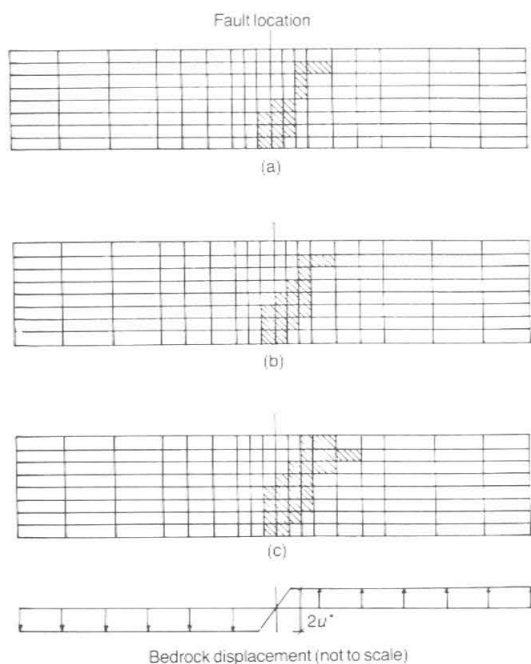 Fault location
(a)
(b)
(c)
2u*
Bedrock displacement (not to scale)